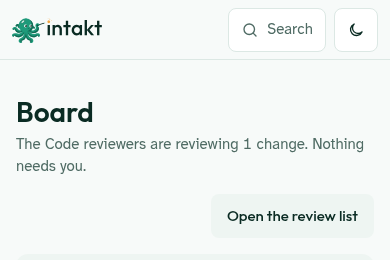 intakt
Search
Board
The Code reviewers are reviewing 1 change. Nothing
needs you.
Open the review list